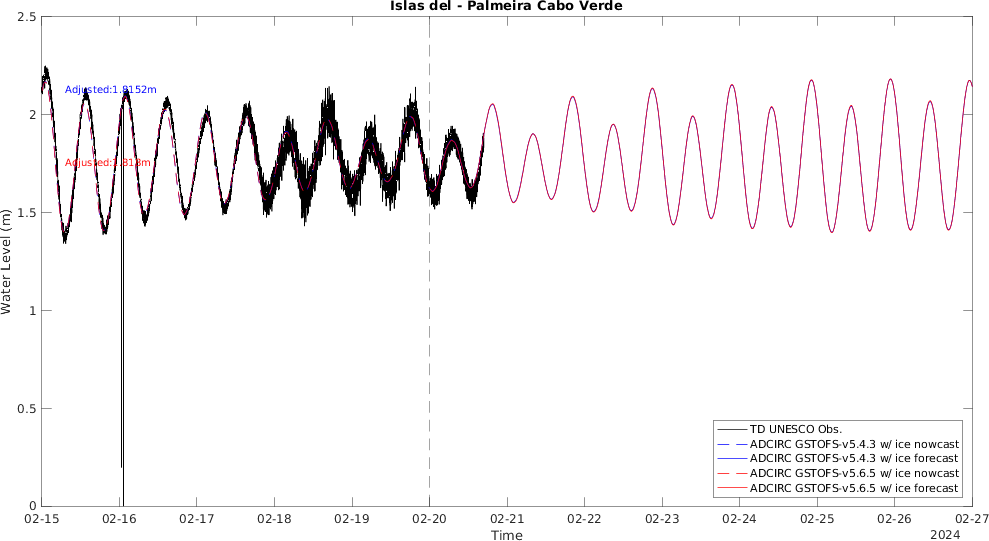 Islas del - Palmeira Cabo Verde
2.5
2
1.5
1
0.5
0
Water Level (m)
Adjusted:1.8152m
Adjusted:1.813m
TD UNESCO Obs.
ADCIRC GSTOFS-v5.4.3 w/ ice nowcast
ADCIRC GSTOFS-v5.4.3 w/ ice forecast
ADCIRC GSTOFS-v5.6.5 w/ ice nowcast
ADCIRC GSTOFS-v5.6.5 w/ ice forecast
02-15 02-16 02-17 02-18 02-19 02-20 02-21 02-22 02-23 02-24 02-25 02-26 02-27
Time
2024